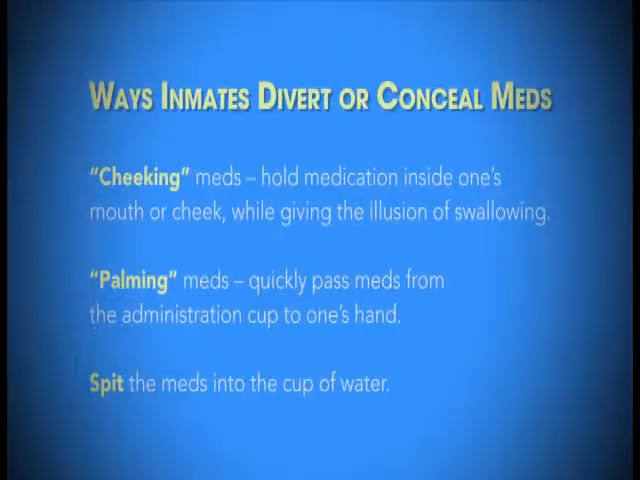 WAYS INMATES DIVERT OR CONCEAL MEDS
“Cheeking” meds – hold medication inside one’s
mouth or cheek, while giving the illusion of swallowing.
“Palming” meds – quickly pass meds from
the administration cup to one’s hand.
Spit the meds into the cup of water.